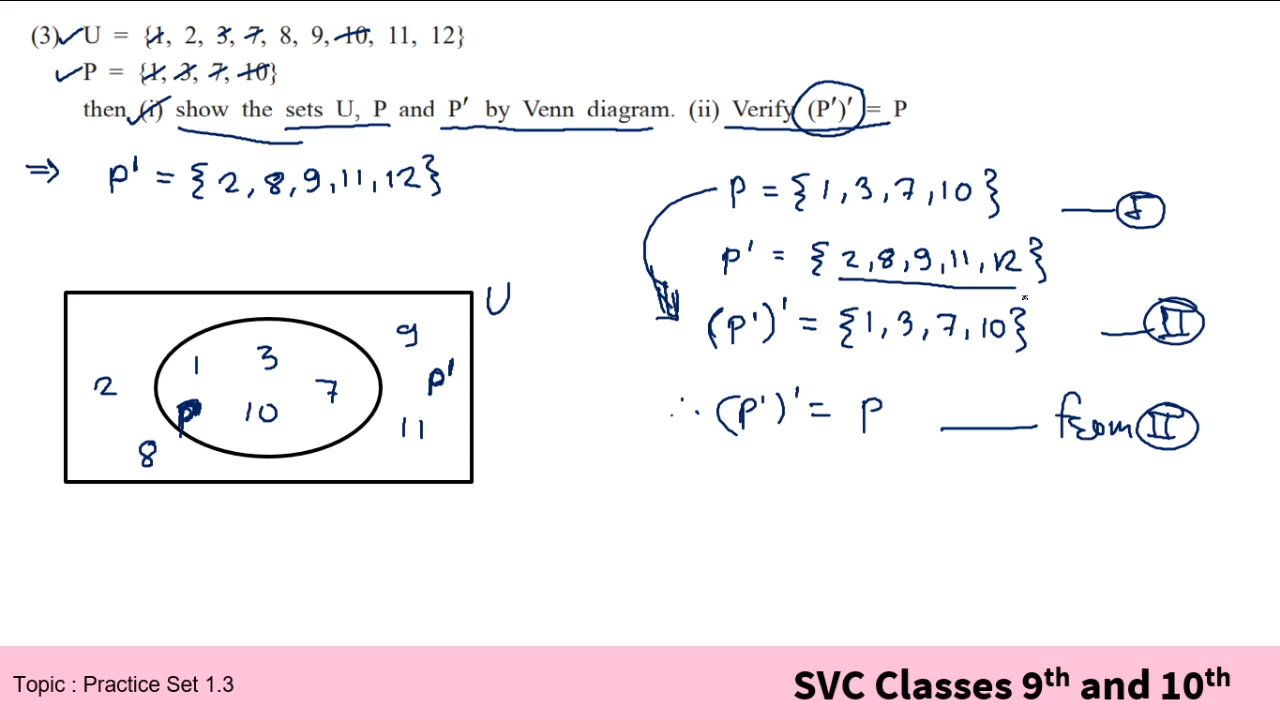 (3) U = {1, 2, 3, 7, 8, 9, 10, 11, 12}
P = {1, 3, 7, 10}
then (i) show the sets U, P and P′ by Venn diagram. (ii) Verify (P′)′ = P
⇒ P' = {2, 8, 9, 11, 12}
P = {1, 3, 7, 10} — I
P' = {2, 8, 9, 11, 12}
(P')' = {1, 3, 7, 10} — II
∴ (P')' = P — from II
U
9
1 3
2 7 P'
P 10 11
8
Topic : Practice Set 1.3
SVC Classes 9th and 10th